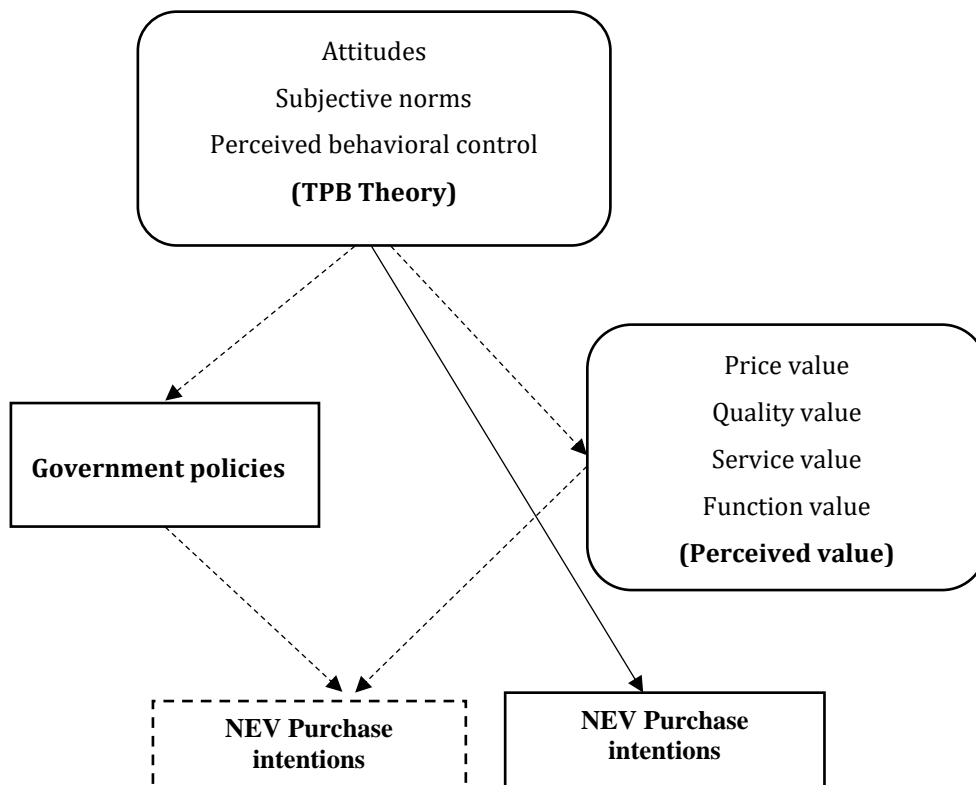 Attitudes
Subjective norms
Perceived behavioral control
(TPB Theory)
Price value
Quality value
Service value
Function value
(Perceived value)
Government policies
NEV Purchase
intentions
NEV Purchase
intentions